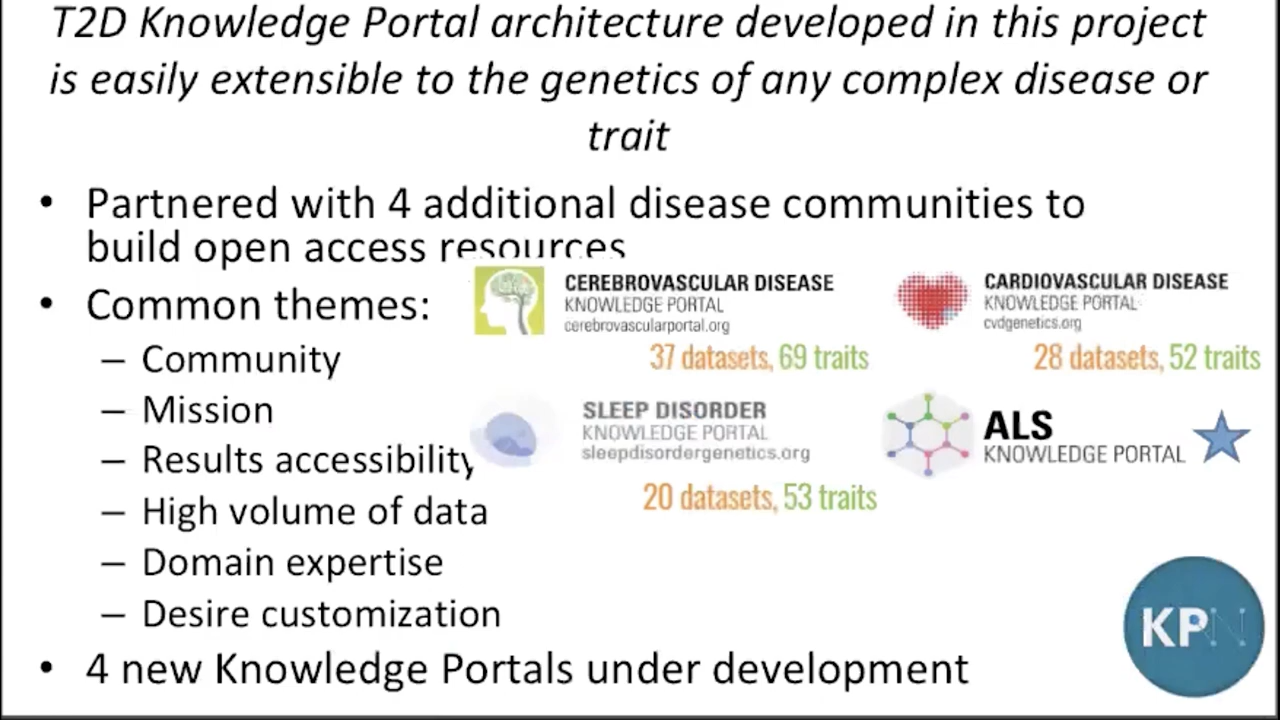 T2D Knowledge Portal architecture developed in this project
is easily extensible to the genetics of any complex disease or
trait
• Partnered with 4 additional disease communities to
build open access resources
• Common themes:
– Community
– Mission
– Results accessibility
– High volume of data
– Domain expertise
– Desire customization
• 4 new Knowledge Portals under development
CEREBROVASCULAR DISEASE
KNOWLEDGE PORTAL
cerebrovascularportal.org
37 datasets, 69 traits
CARDIOVASCULAR DISEASE
KNOWLEDGE PORTAL
cvdgenetics.org
28 datasets, 52 traits
SLEEP DISORDER
KNOWLEDGE PORTAL
sleepdisordergenetics.org
20 datasets, 53 traits
ALS
KNOWLEDGE PORTAL
KPN